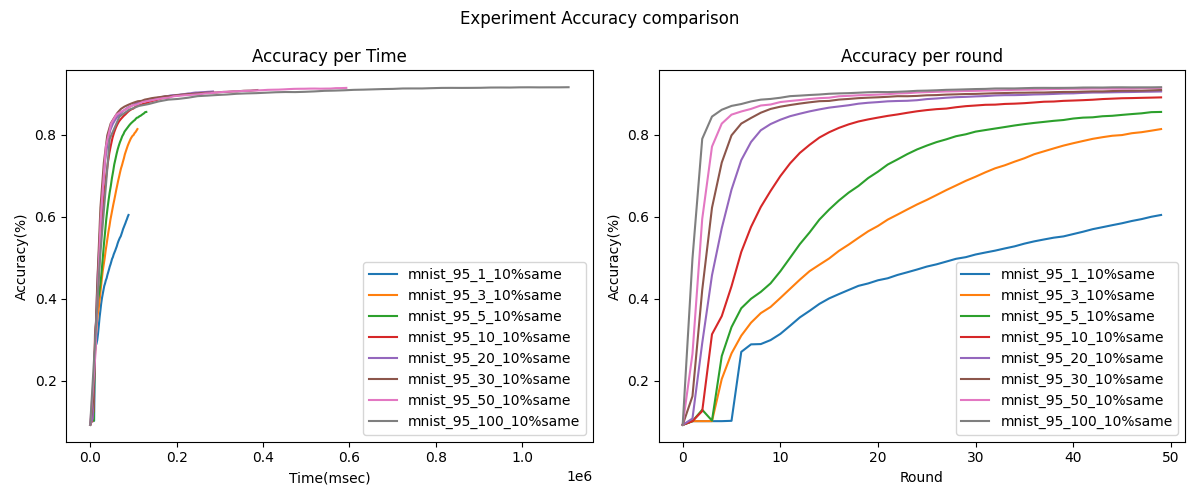 Experiment Accuracy comparison
Accuracy per Time
Accuracy(%)
0.8
0.6
0.4
0.2
mnist_95_1_10%same
mnist_95_3_10%same
mnist_95_5_10%same
mnist_95_10_10%same
mnist_95_20_10%same
mnist_95_30_10%same
mnist_95_50_10%same
mnist_95_100_10%same
0.0 0.2 0.4 0.6 0.8 1.0
1e6
Time(msec)
Accuracy per round
Accuracy(%)
0.8
0.6
0.4
0.2
mnist_95_1_10%same
mnist_95_3_10%same
mnist_95_5_10%same
mnist_95_10_10%same
mnist_95_20_10%same
mnist_95_30_10%same
mnist_95_50_10%same
mnist_95_100_10%same
0 10 20 30 40 50
Round